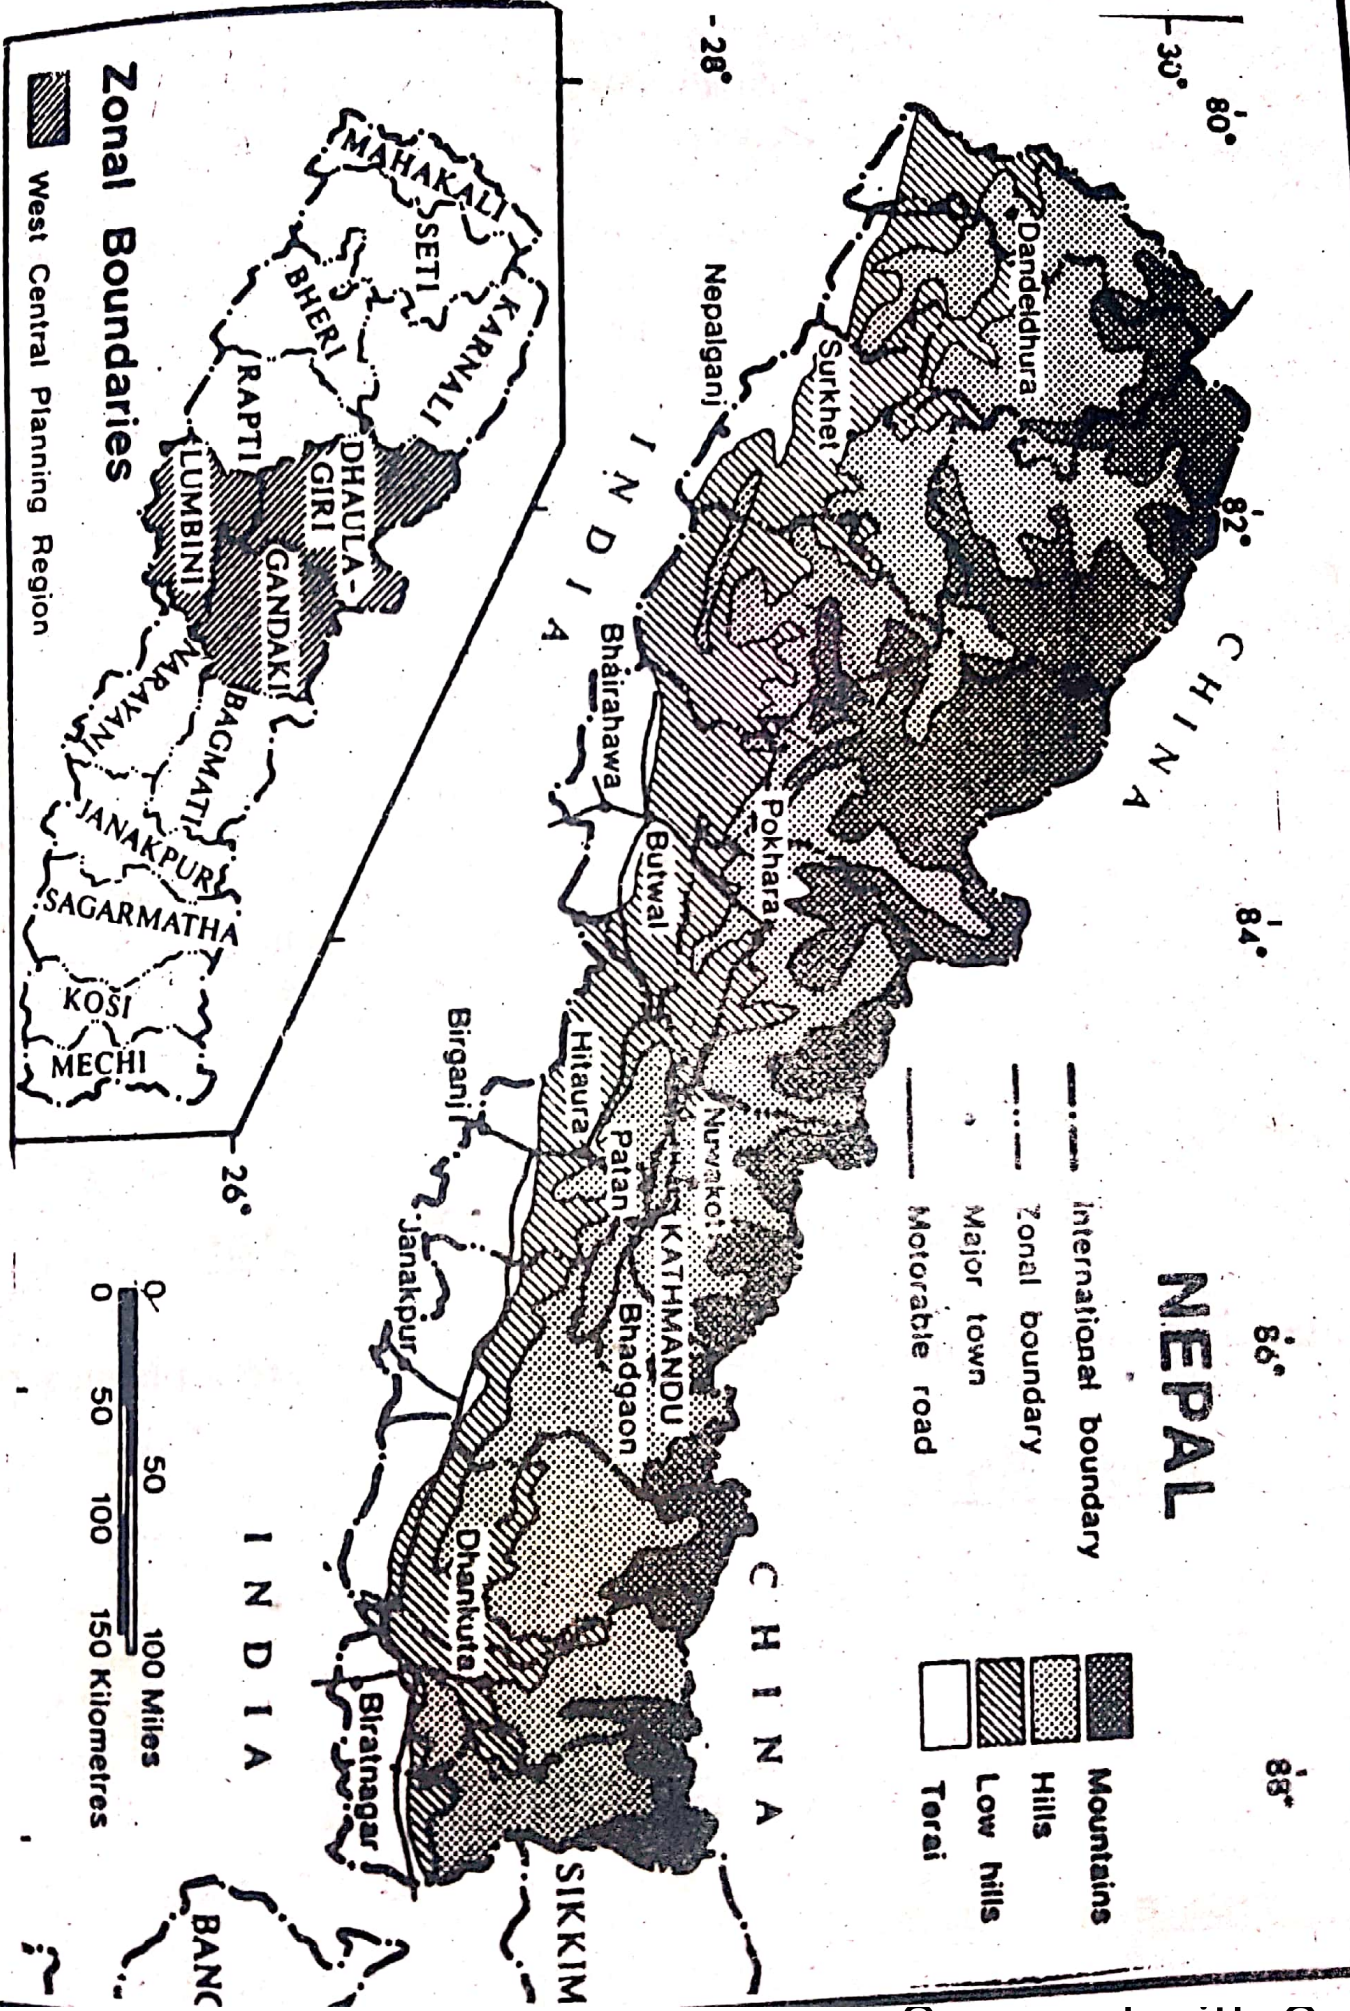 NEPAL
International boundary
Zonal boundary
Major town
Motorable road
Mountains
Hills
Low hills
Terai
80°
82°
84°
86°
88°
30°
28°
26°
CHINA
CHINA
INDIA
INDIA
SIKKIM
BANG
Dandeldhura
Surkhet
Nepalganj
Pokhara
Bhairahawa
Butwal
Nuwakot
KATHMANDU
Patan
Bhadgaon
Hitaura
Birganj
Janakpur
Dhankuta
Biratnagar
0 50 100 Miles
0 50 100 150 Kilometres
MAHAKALI
SETI
KARNALI
BHERI
RAPTI
DHAULA-
GIRI
LUMBINI
GANDAKI
NARAYANI
BAGMATI
JANAKPUR
SAGARMATHA
KOSI
MECHI
Zonal Boundaries
West Central Planning Region